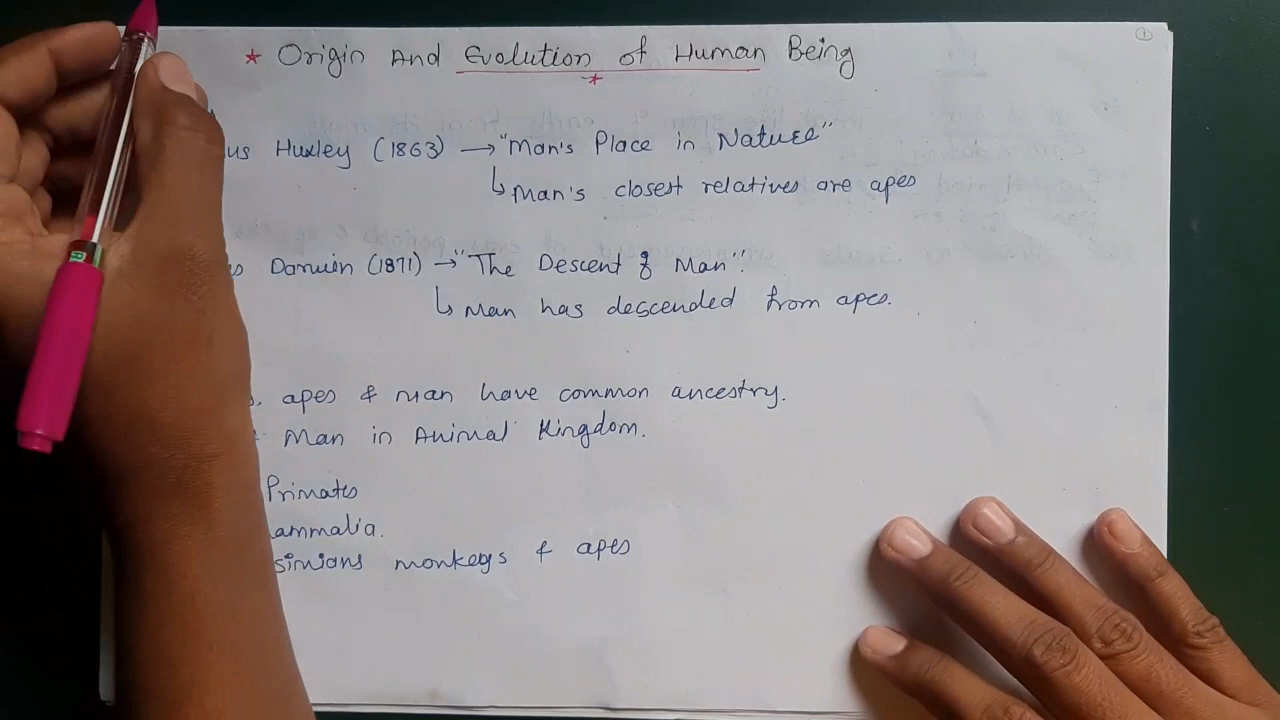 * Origin And Evolution of Human Being
*
Huxley (1863) → "Man's Place in Nature"
↳ Man's closest relatives are apes
Darwin (1871) → "The Descent of Man".
↳ Man has descended from apes.
apes & Man have common ancestry.
Man in Animal Kingdom.
Primates
ammalia.
simians monkeys & apes